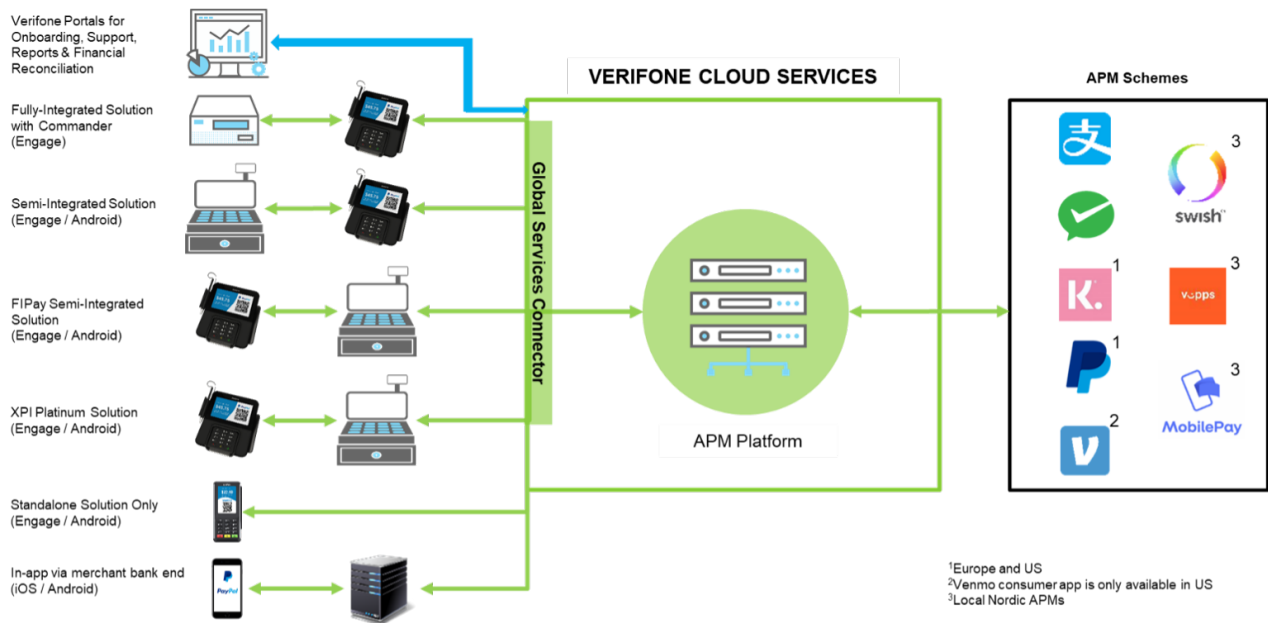 Verifone Portals for
Onboarding, Support,
Reports & Financial
Reconciliation
Fully-Integrated Solution
with Commander
(Engage)
Semi-Integrated Solution
(Engage / Android)
FIPay Semi-Integrated
Solution
(Engage / Android)
XPI Platinum Solution
(Engage / Android)
Standalone Solution Only
(Engage / Android)
In-app via merchant bank end
(iOS / Android)
PayPal
VERIFONE CLOUD SERVICES
Global Services Connector
APM Platform
APM Schemes
支
3
swish
K.
1
3
vipps
1
3
MobilePay
2
1Europe and US
2Venmo consumer app is only available in US
3Local Nordic APMs